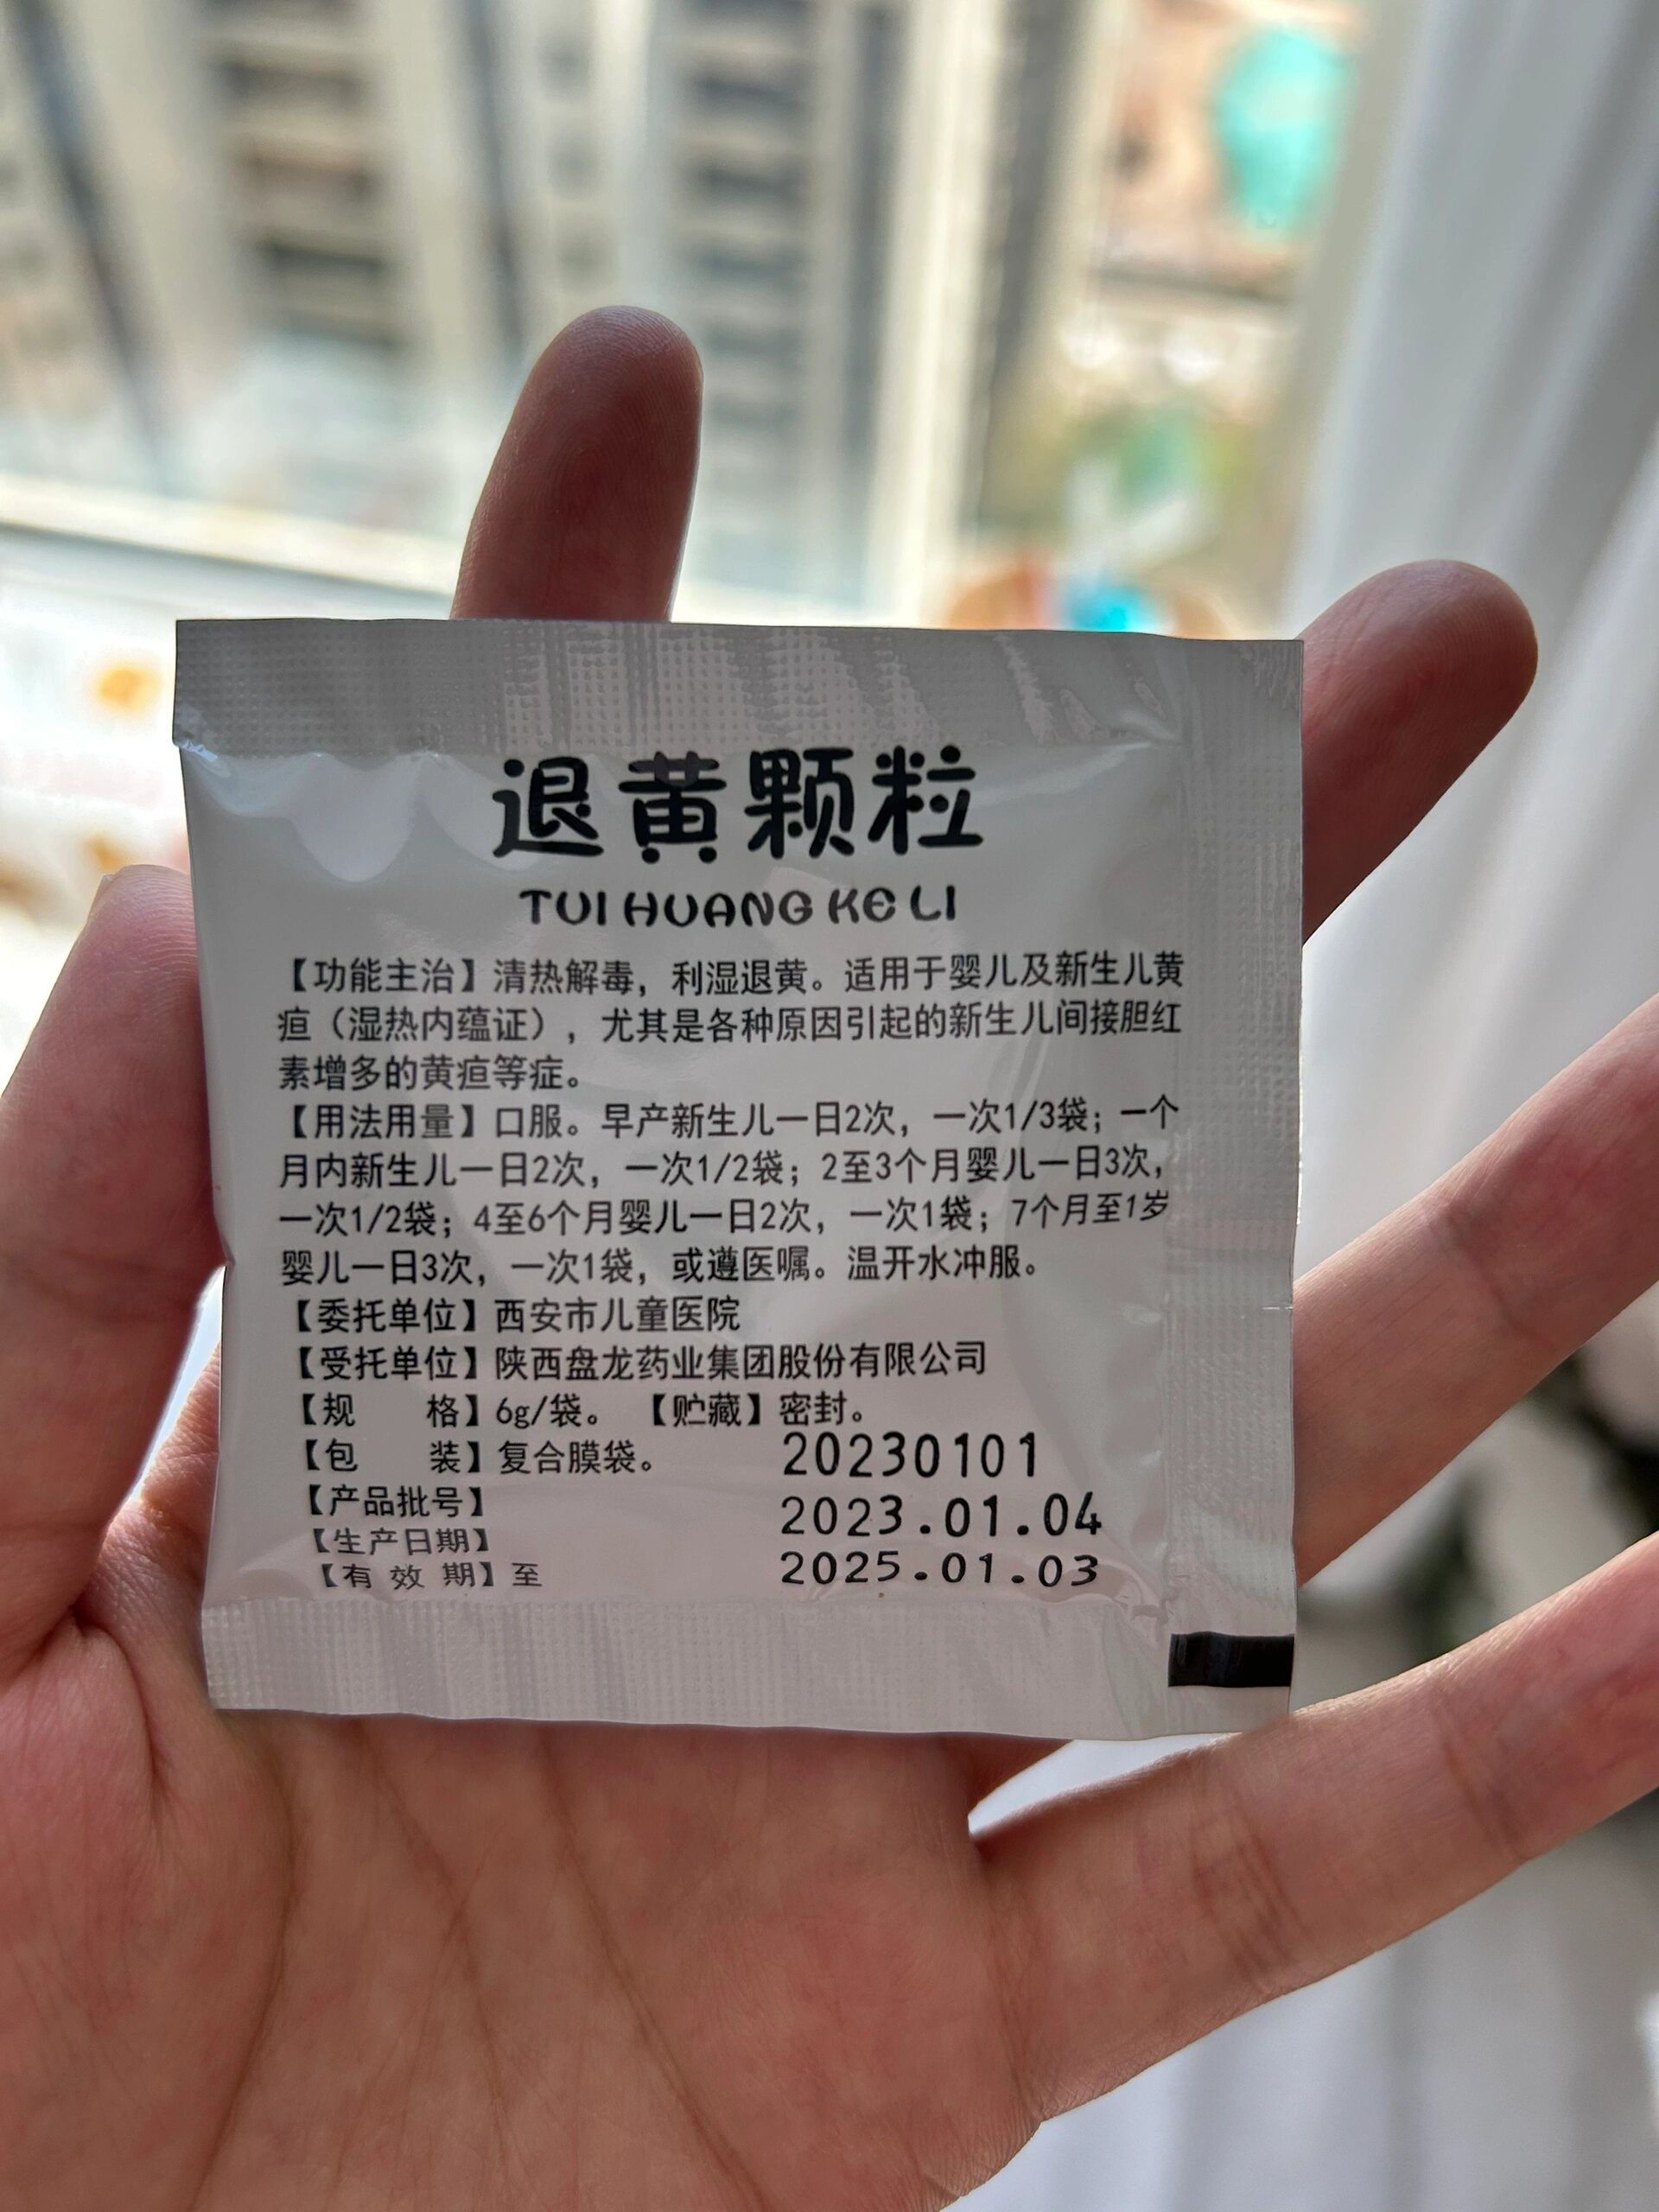 退黄颗粒
TUI HUANG KE LI
【功能主治】清热解毒，利湿退黄。适用于婴儿及新生儿黄
疸（湿热内蕴证），尤其是各种原因引起的新生儿间接胆红
素增多的黄疸等症。
【用法用量】口服。早产新生儿一日2次，一次1/3袋；一个
月内新生儿一日2次，一次1/2袋；2至3个月婴儿一日3次，
一次1/2袋；4至6个月婴儿一日2次，一次1袋；7个月至1岁
婴儿一日3次，一次1袋，或遵医嘱。温开水冲服。
【委托单位】西安市儿童医院
【受托单位】陕西盘龙药业集团股份有限公司
【规 格】6g/袋。 【贮藏】密封。
【包 装】复合膜袋。
【产品批号】 20230101
【生产日期】 2023.01.04
【有 效 期】至 2025.01.03